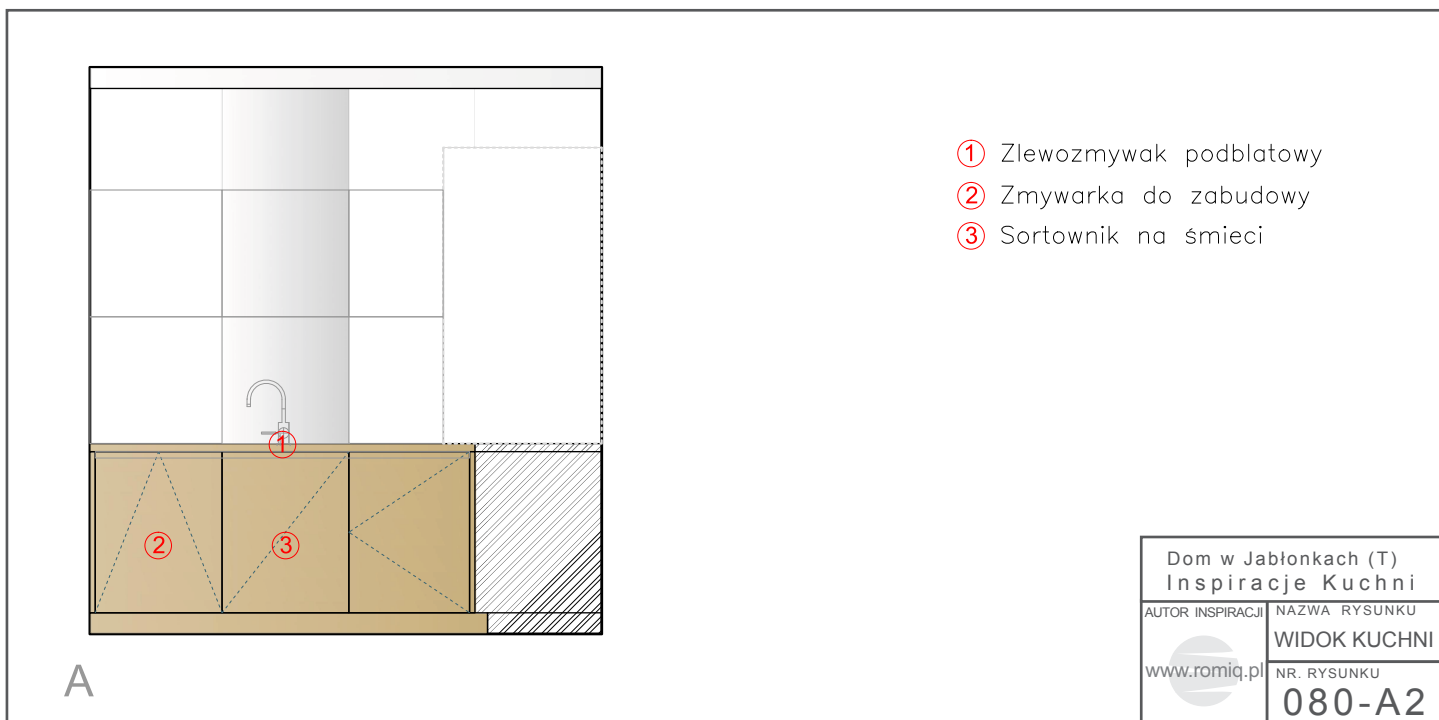 ① Zlewozmywak podblatowy
② Zmywarka do zabudowy
③ Sortownik na śmieci
1
2
3
A
Dom w Jabłonkach (T)
Inspiracje Kuchni
AUTOR INSPIRACJI
www.romiq.pl
NAZWA RYSUNKU
WIDOK KUCHNI
NR. RYSUNKU
080-A2